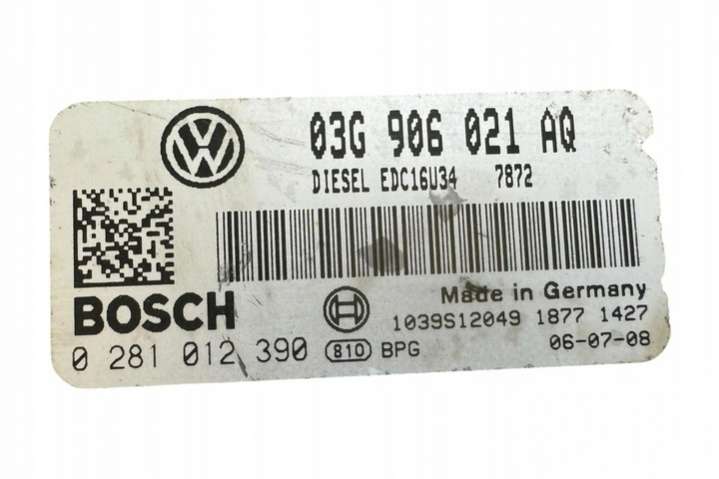 03G 906 021 AQ
DIESEL EDC16U34 7872
BOSCH
Made in Germany
1039S12049 1877 1427
0 281 012 390 810 BPG 06-07-08